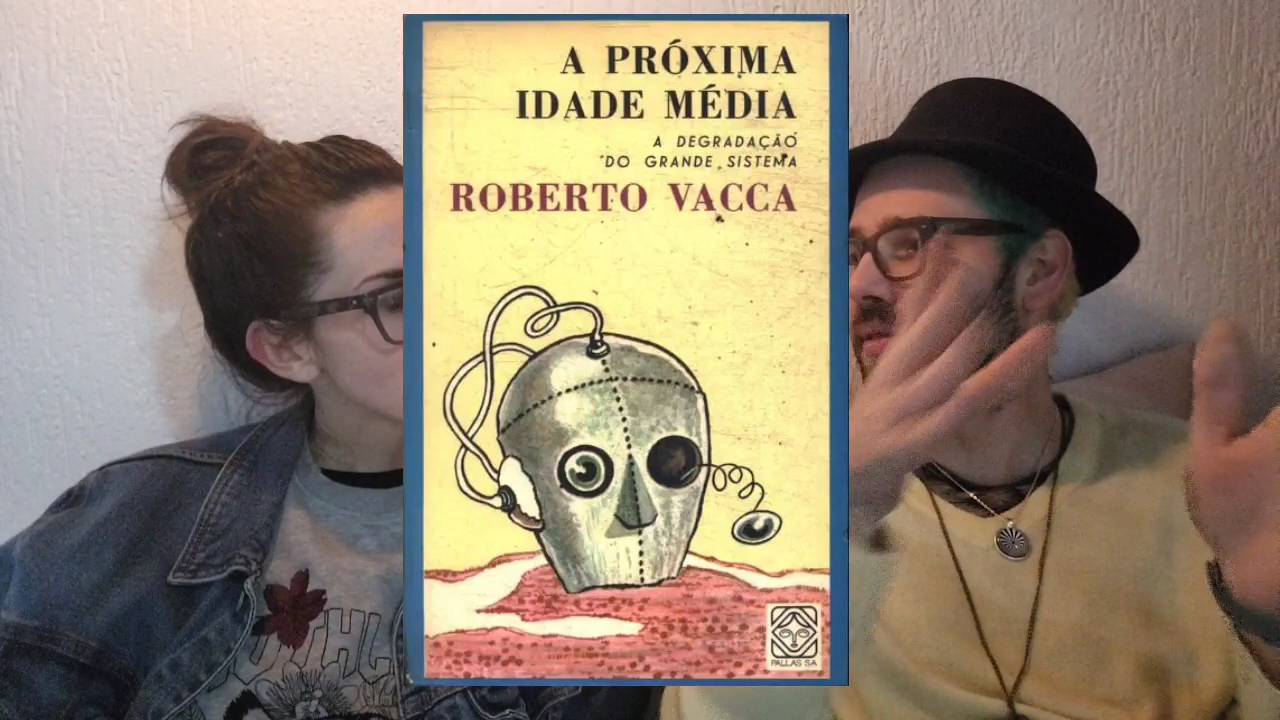 A PRÓXIMA
IDADE MÉDIA
A DEGRADAÇÃO
DO GRANDE SISTEMA
ROBERTO VACCA
PALLAS SA